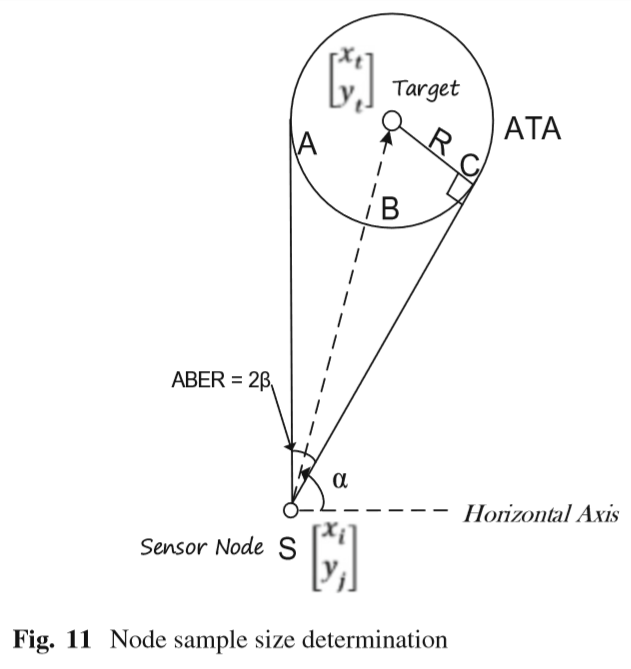 [x_t
y_t]
Target
ATA
A
R
C
B
ABER = 2β
α
Horizontal Axis
Sensor Node S
[x_i
y_j]
Fig. 11 Node sample size determination